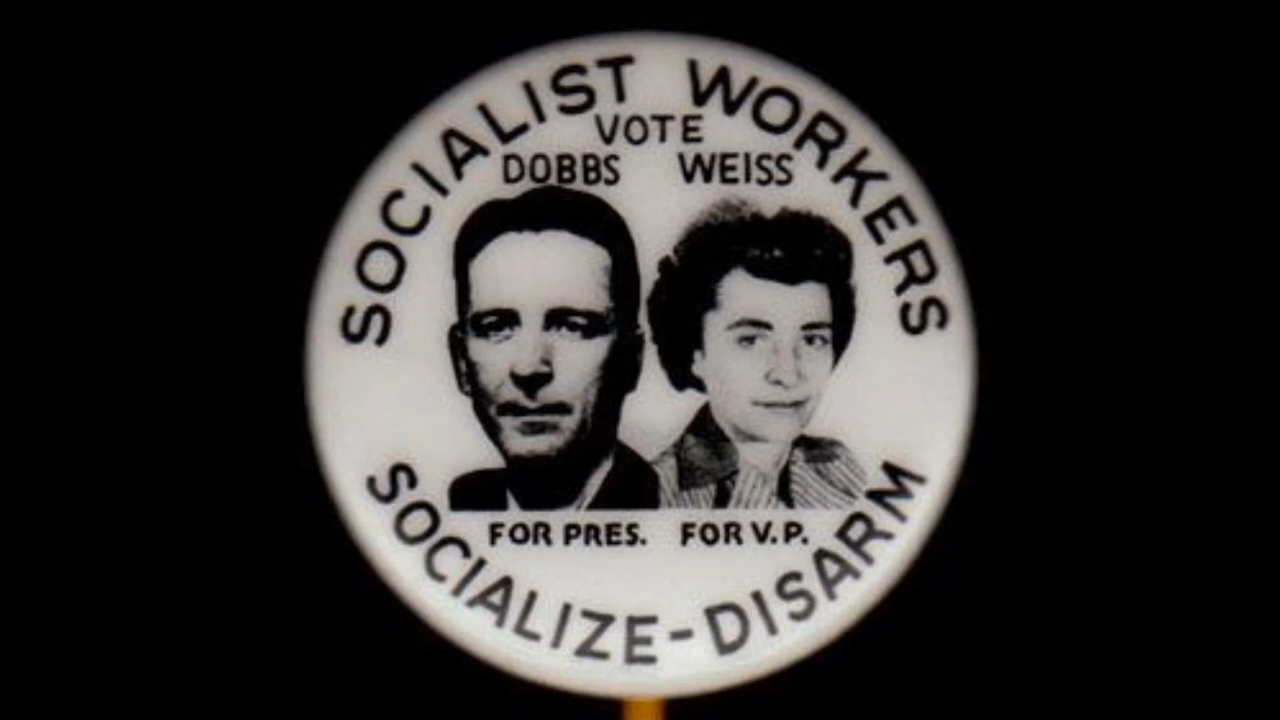 SOCIALIST WORKERS
VOTE
DOBBS WEISS
FOR PRES. FOR V.P.
SOCIALIZE-DISARM